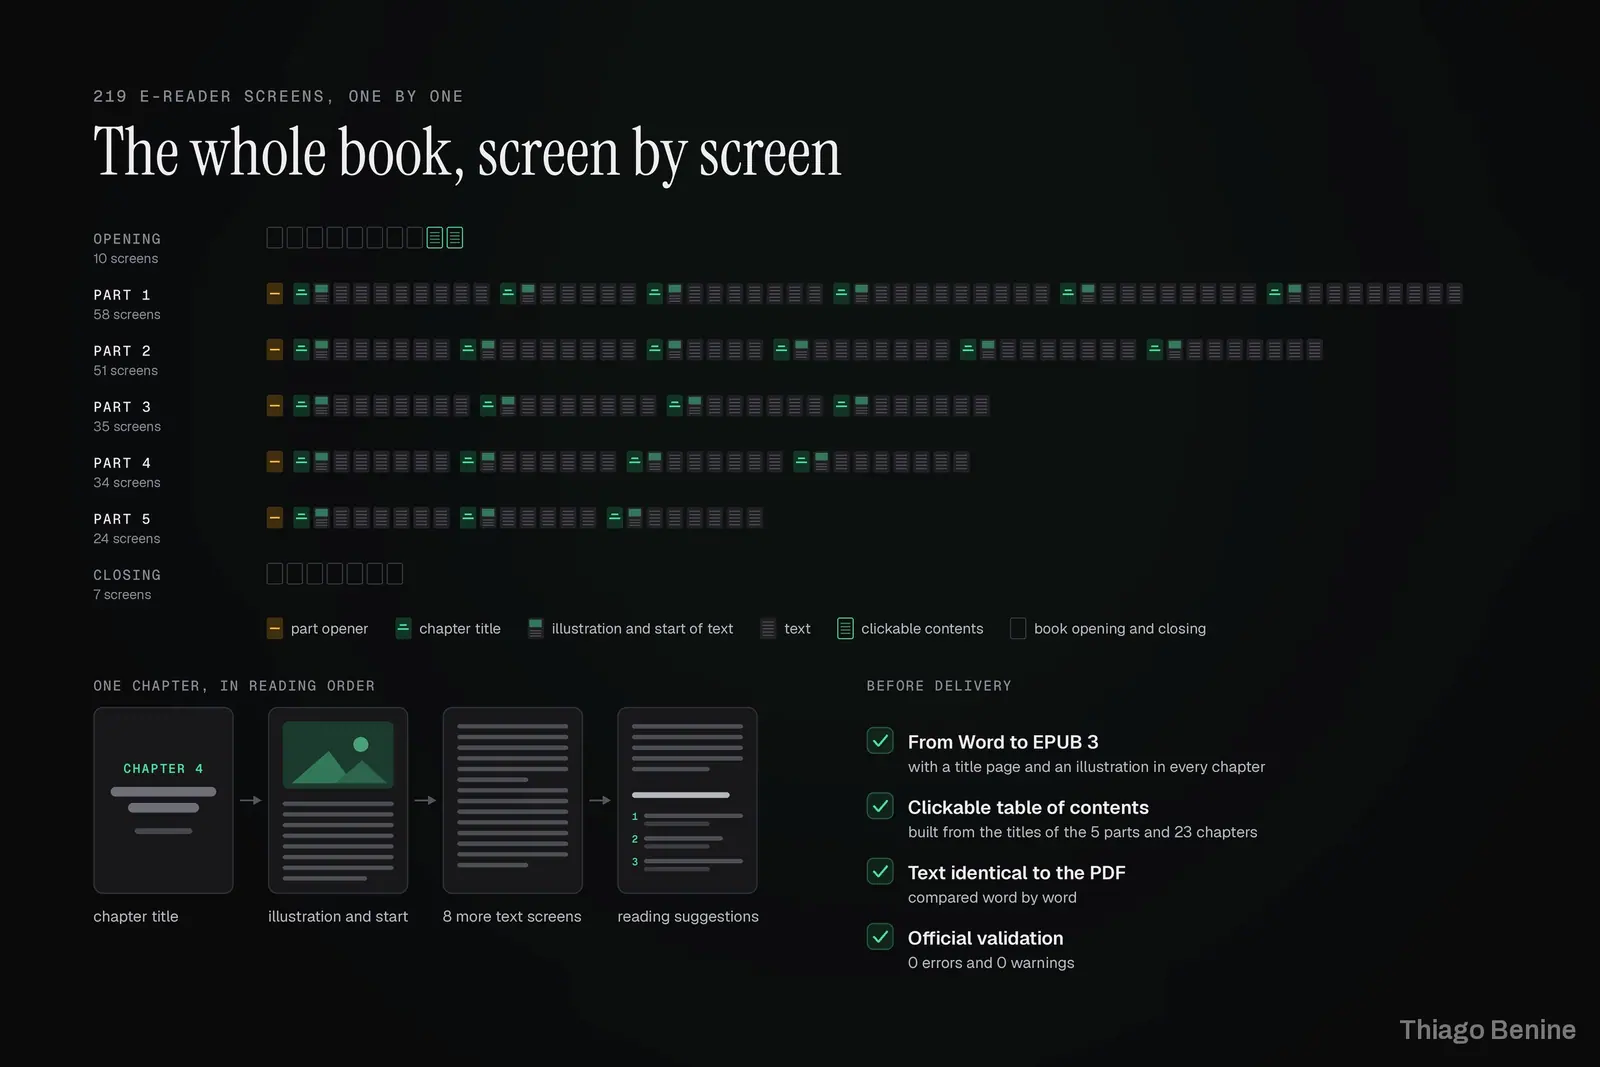 219 E-READER SCREENS, ONE BY ONE
The whole book, screen by screen
OPENING
10 screens
PART 1
58 screens
PART 2
51 screens
PART 3
35 screens
PART 4
34 screens
PART 5
24 screens
CLOSING
7 screens
part opener
chapter title
illustration and start of text
text
clickable contents
book opening and closing
ONE CHAPTER, IN READING ORDER
CHAPTER 4
1
2
3
chapter title
illustration and start
8 more text screens
reading suggestions
BEFORE DELIVERY
From Word to EPUB 3
with a title page and an illustration in every chapter
Clickable table of contents
built from the titles of the 5 parts and 23 chapters
Text identical to the PDF
compared word by word
Official validation
0 errors and 0 warnings
Thiago Benine